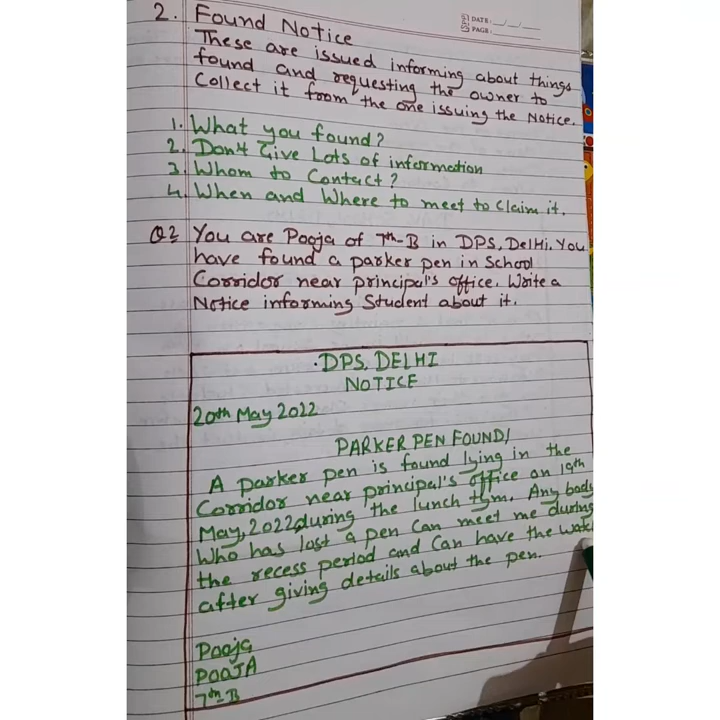 DATE: __/__/__
PAGE:
2. Found Notice
These are issued informing about things
found and requesting the owner to
Collect it from the one issuing the Notice.
1. What you found?
2. Don't Give Lots of information
3. Whom to Contact?
4. When and Where to meet to Claim it.
Q2 You are Pooja of 7th-B in DPS, Delhi. You
have found a parker pen in School
Corridor near principal's office. Write a
Notice informing Student about it.
DPS, DELHI
NOTICE
20th May 2022
PARKER PEN FOUND!
A parker pen is found lying in the
Corridor near principal's office on 19th
May, 2022, during the lunch tym. Any body
Who has lost a pen Can meet me during
the recess period and Can have the
after giving details about the pen.
Pooja
POOJA
7th-B